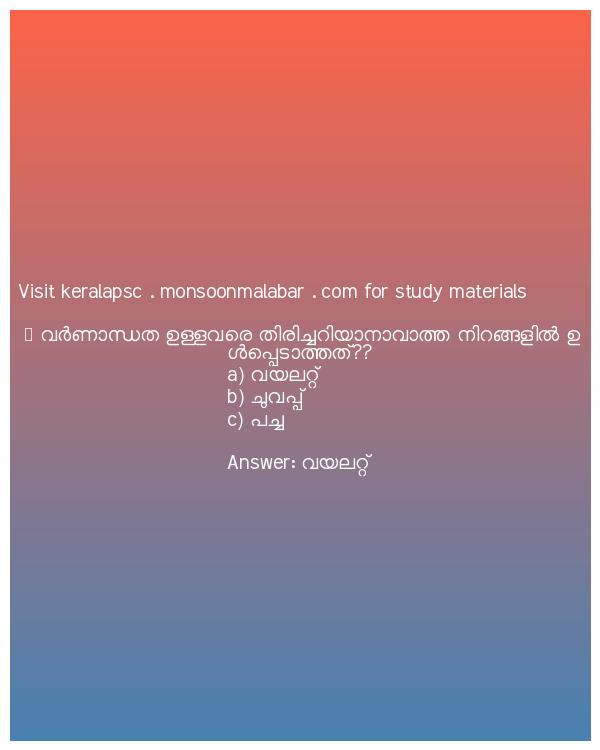 Visit keralapsc . monsoonmalabar . com for study materials
വർണാന്ധത ഉള്ളവരെ തിരിച്ചറിയാനാവാത്ത നിറങ്ങളിൽ ഉ
ൾപ്പെടാത്തത്??
a) വയലറ്റ്
b) ചുവപ്പ്
c) പച്ച
Answer: വയലറ്റ്